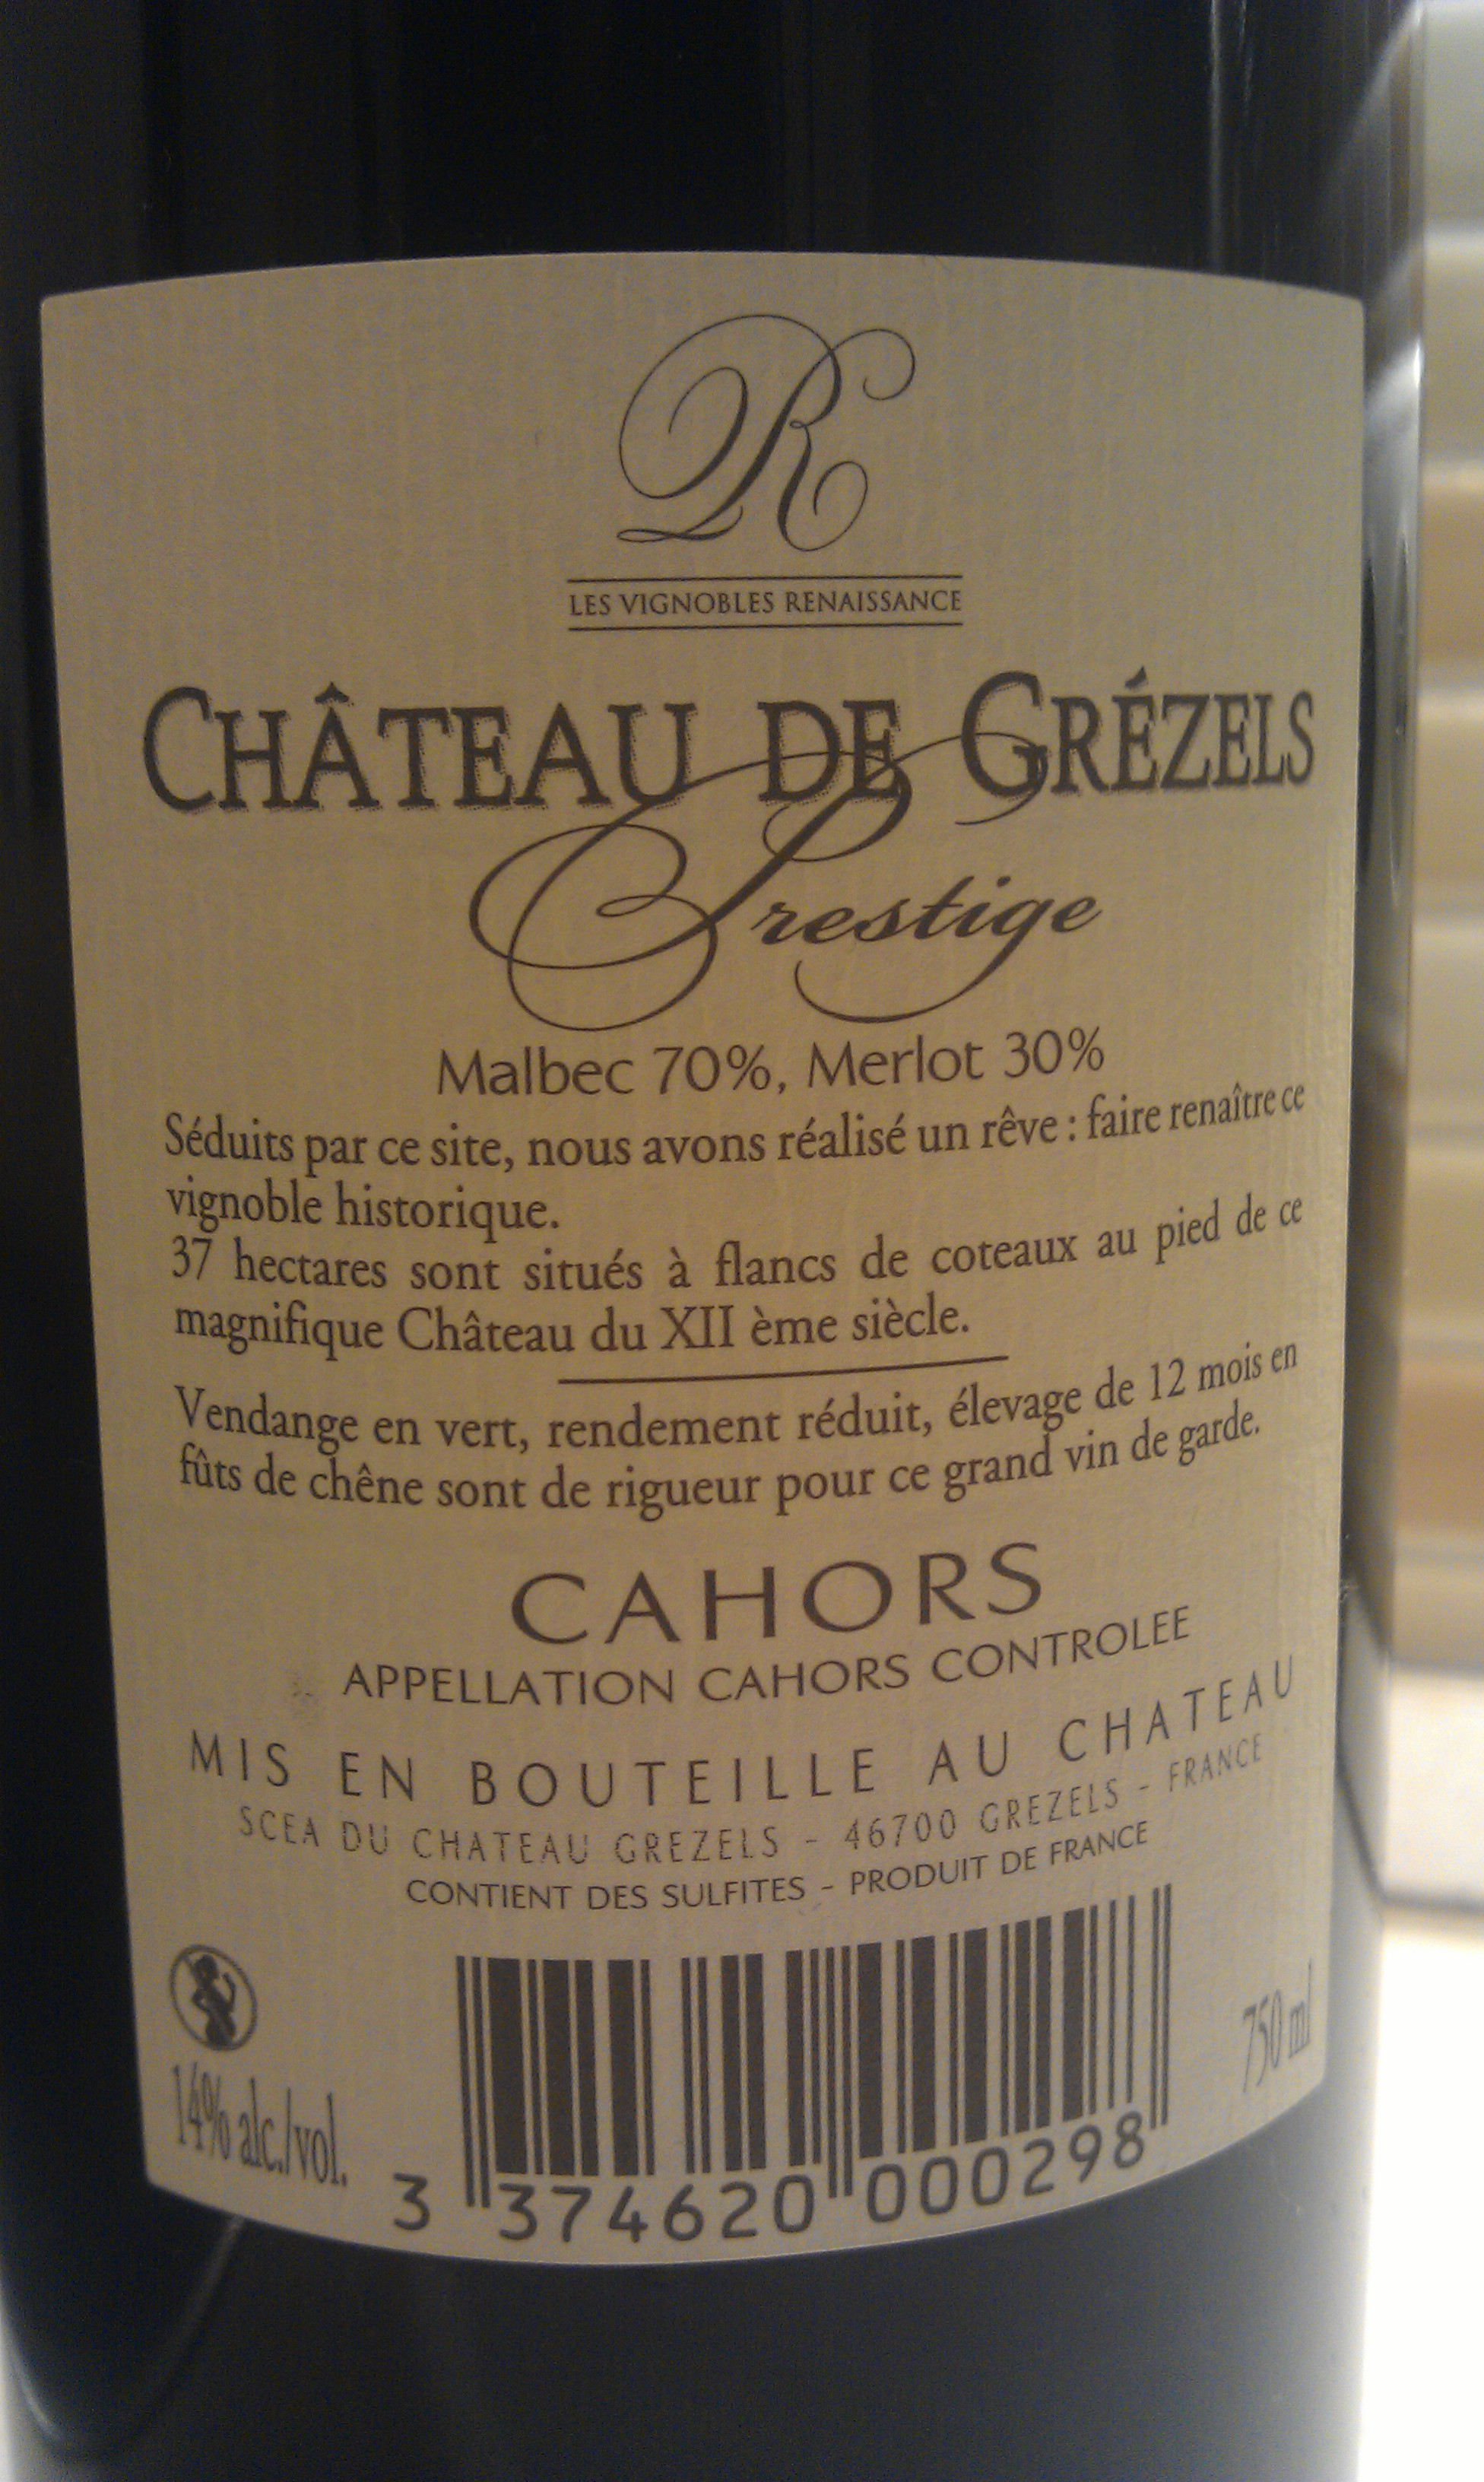 R
LES VIGNOBLES RENAISSANCE
CHÂTEAU DE GRÉZELS
Prestige
Malbec 70%, Merlot 30%
Séduits par ce site, nous avons réalisé un rêve : faire renaître ce
vignoble historique.
37 hectares sont situés à flancs de coteaux au pied de ce
magnifique Château du XII ème siècle.
Vendange en vert, rendement réduit, élevage de 12 mois en
fûts de chêne sont de rigueur pour ce grand vin de garde.
CAHORS
APPELLATION CAHORS CONTROLEE
MIS EN BOUTEILLE AU CHATEAU
SCEA DU CHATEAU GREZELS - 46700 GREZELS - FRANCE
CONTIENT DES SULFITES - PRODUIT DE FRANCE
14% alc./vol.
750 ml
3 374620 000298